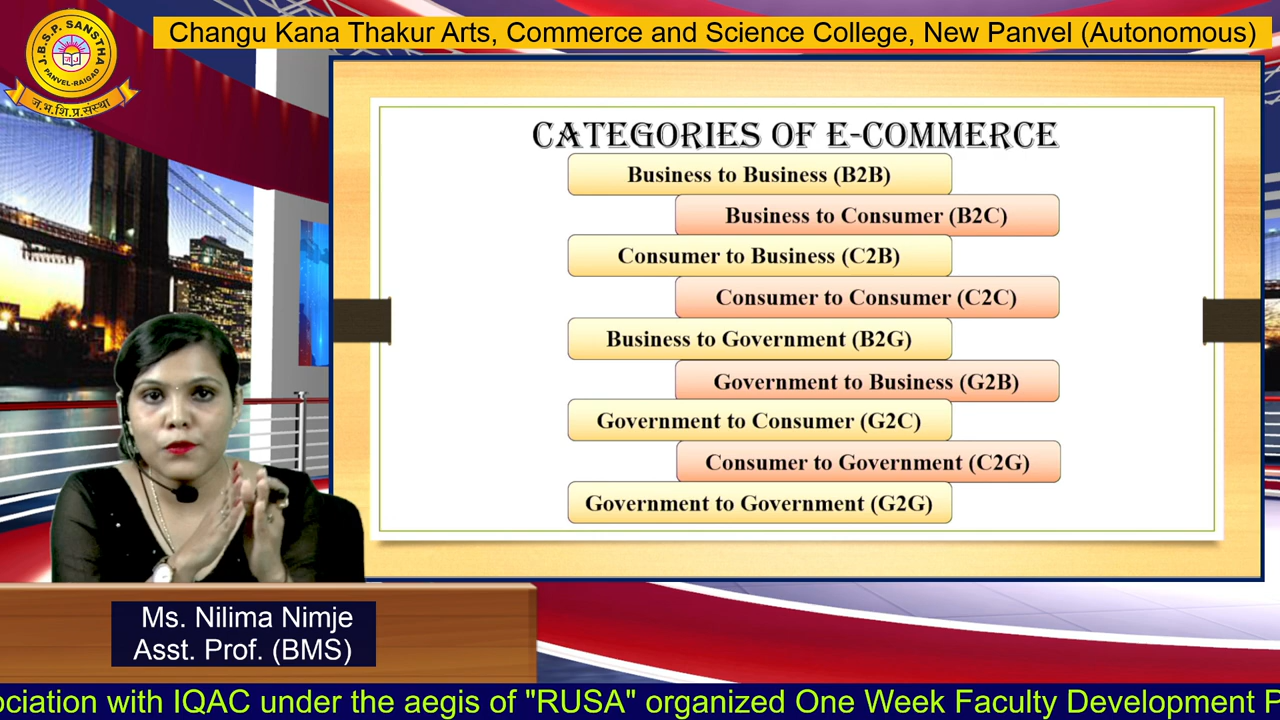 Changu Kana Thakur Arts, Commerce and Science College, New Panvel (Autonomous)
J.B.S.P. SANSTHA
PANVEL-RAIGAD
ज.भ.शि.प्र.संस्था
CATEGORIES OF E-COMMERCE
Business to Business (B2B)
Business to Consumer (B2C)
Consumer to Business (C2B)
Consumer to Consumer (C2C)
Business to Government (B2G)
Government to Business (G2B)
Government to Consumer (G2C)
Consumer to Government (C2G)
Government to Government (G2G)
Ms. Nilima Nimje
Asst. Prof. (BMS)
ociation with IQAC under the aegis of "RUSA" organized One Week Faculty Development P